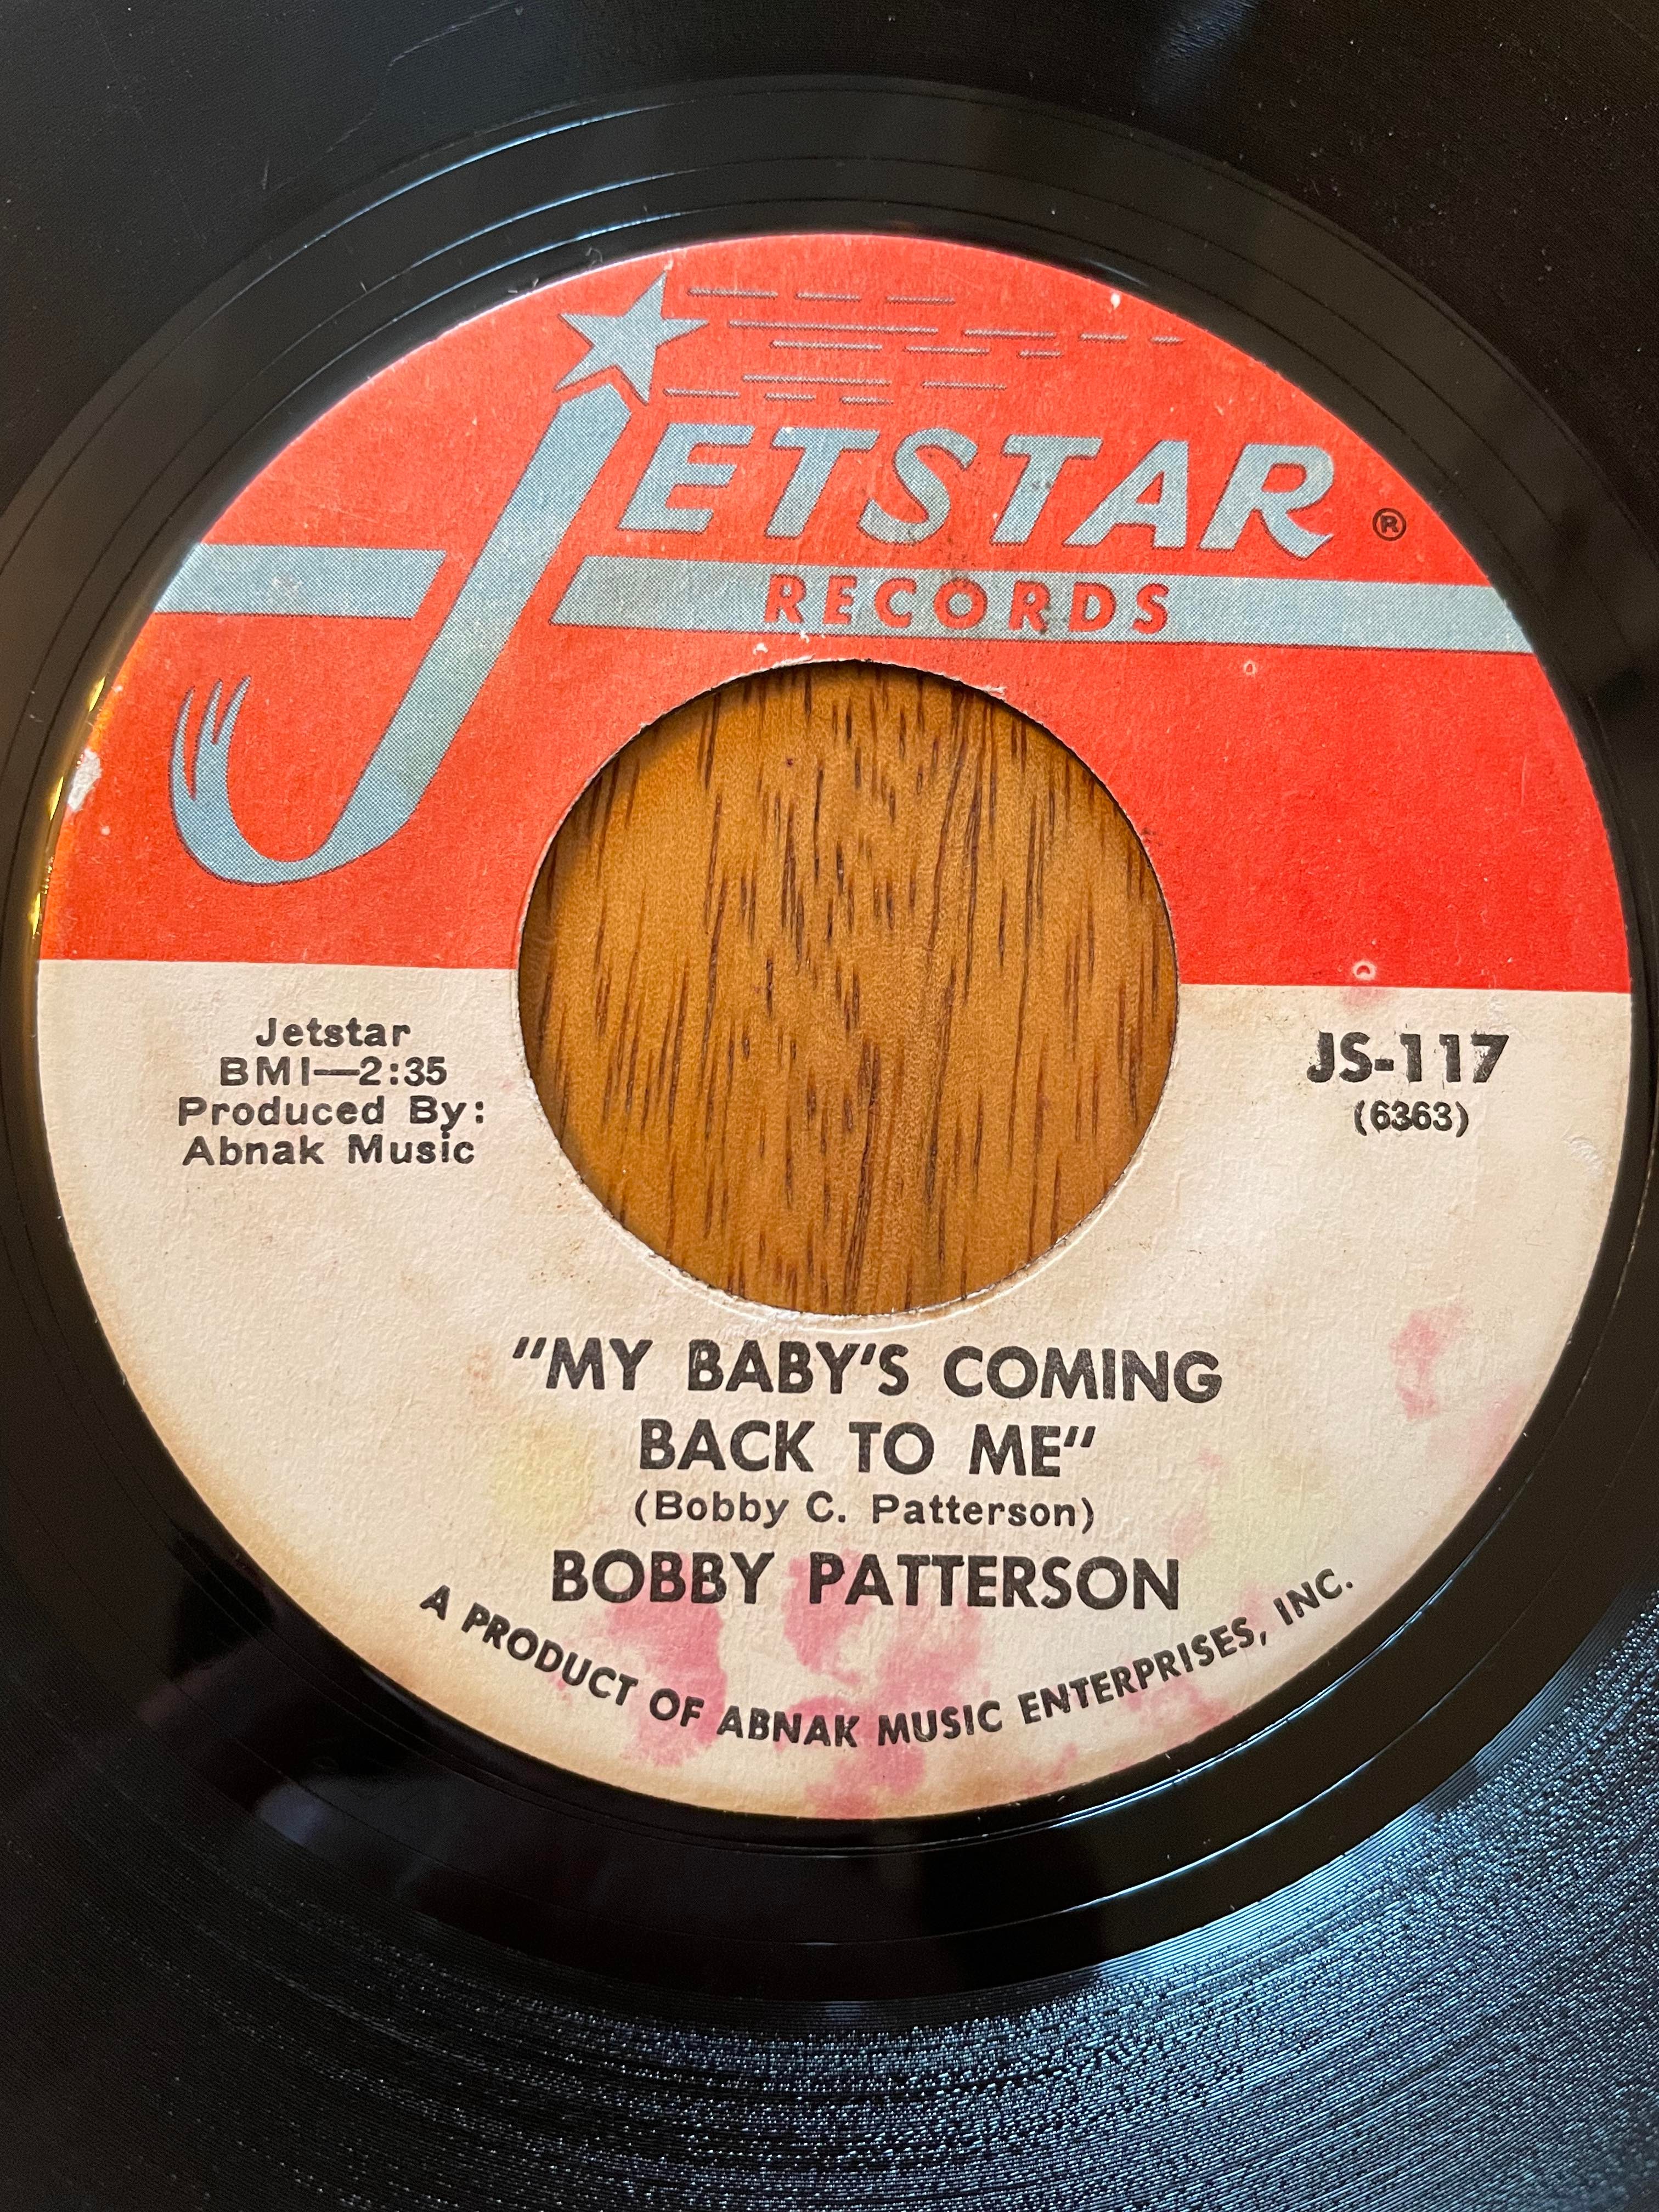 JETSTAR ®
RECORDS
Jetstar
BMI—2:35
Produced By:
Abnak Music
JS-117
(6363)
"MY BABY'S COMING
BACK TO ME"
(Bobby C. Patterson)
BOBBY PATTERSON
A PRODUCT OF ABNAK MUSIC ENTERPRISES, INC.